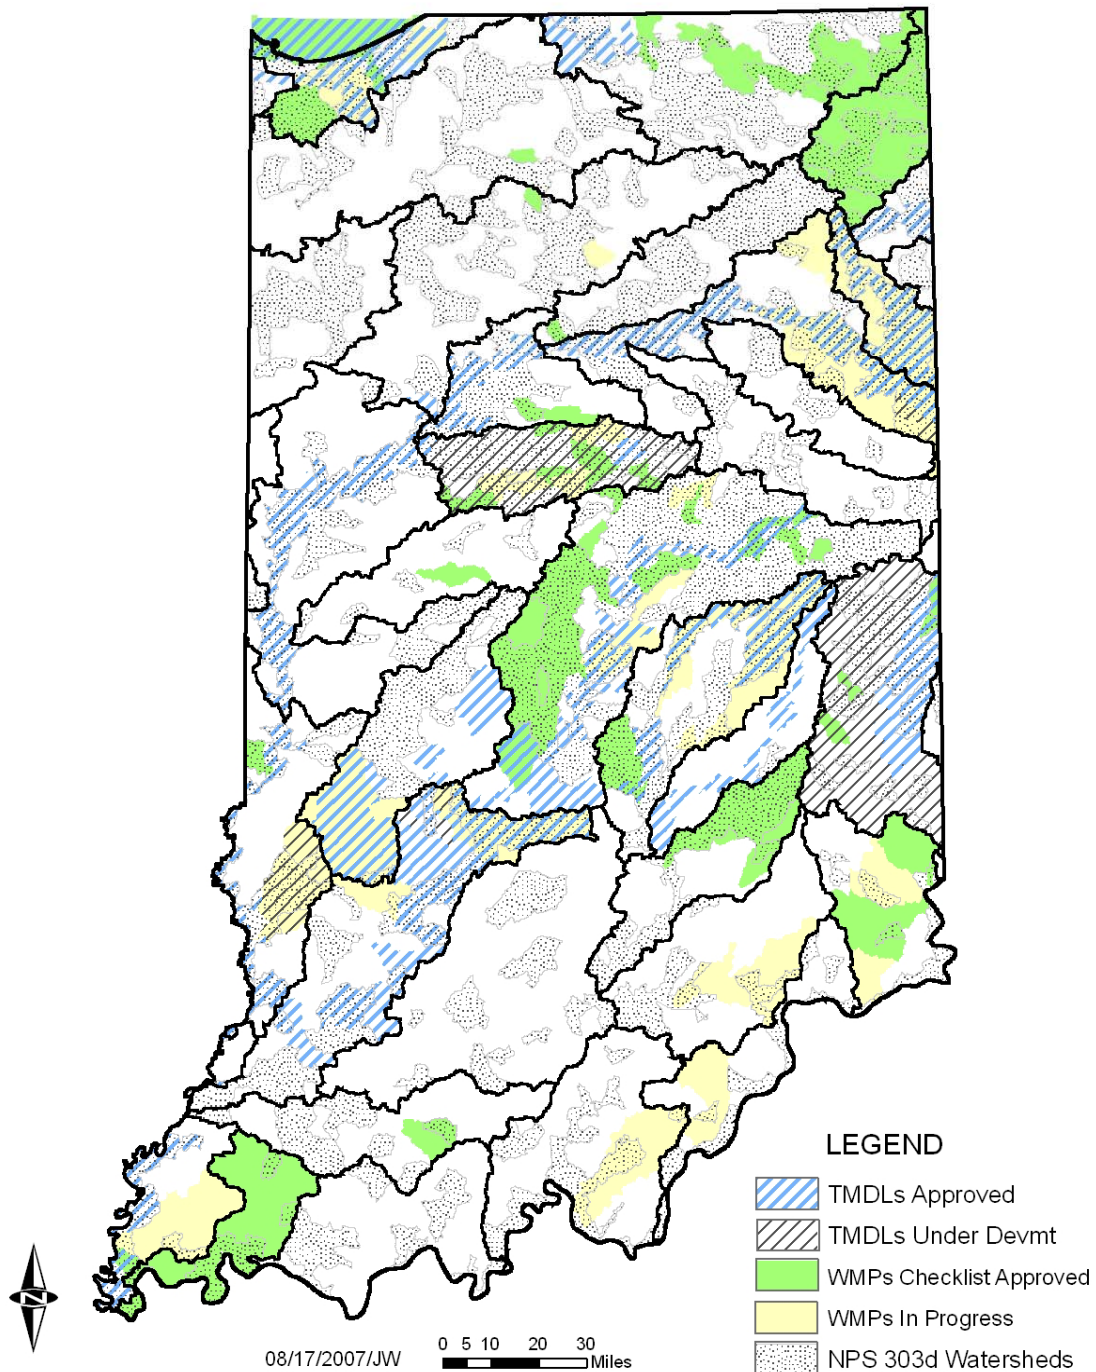 LEGEND
TMDLs Approved
TMDLs Under Devmt
WMPs Checklist Approved
WMPs In Progress
NPS 303d Watersheds
N
08/17/2007/JW
0 5 10 20 30
Miles